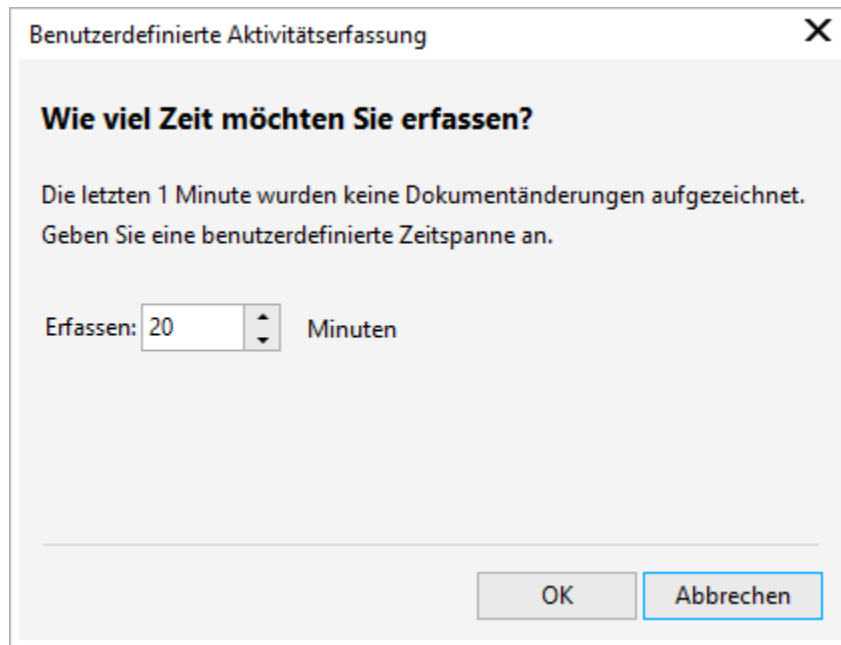 Benutzerdefinierte Aktivitätserfassung
Wie viel Zeit möchten Sie erfassen?
Die letzten 1 Minute wurden keine Dokumentänderungen aufgezeichnet.
Geben Sie eine benutzerdefinierte Zeitspanne an.
Erfassen: 20 Minuten
OK Abbrechen